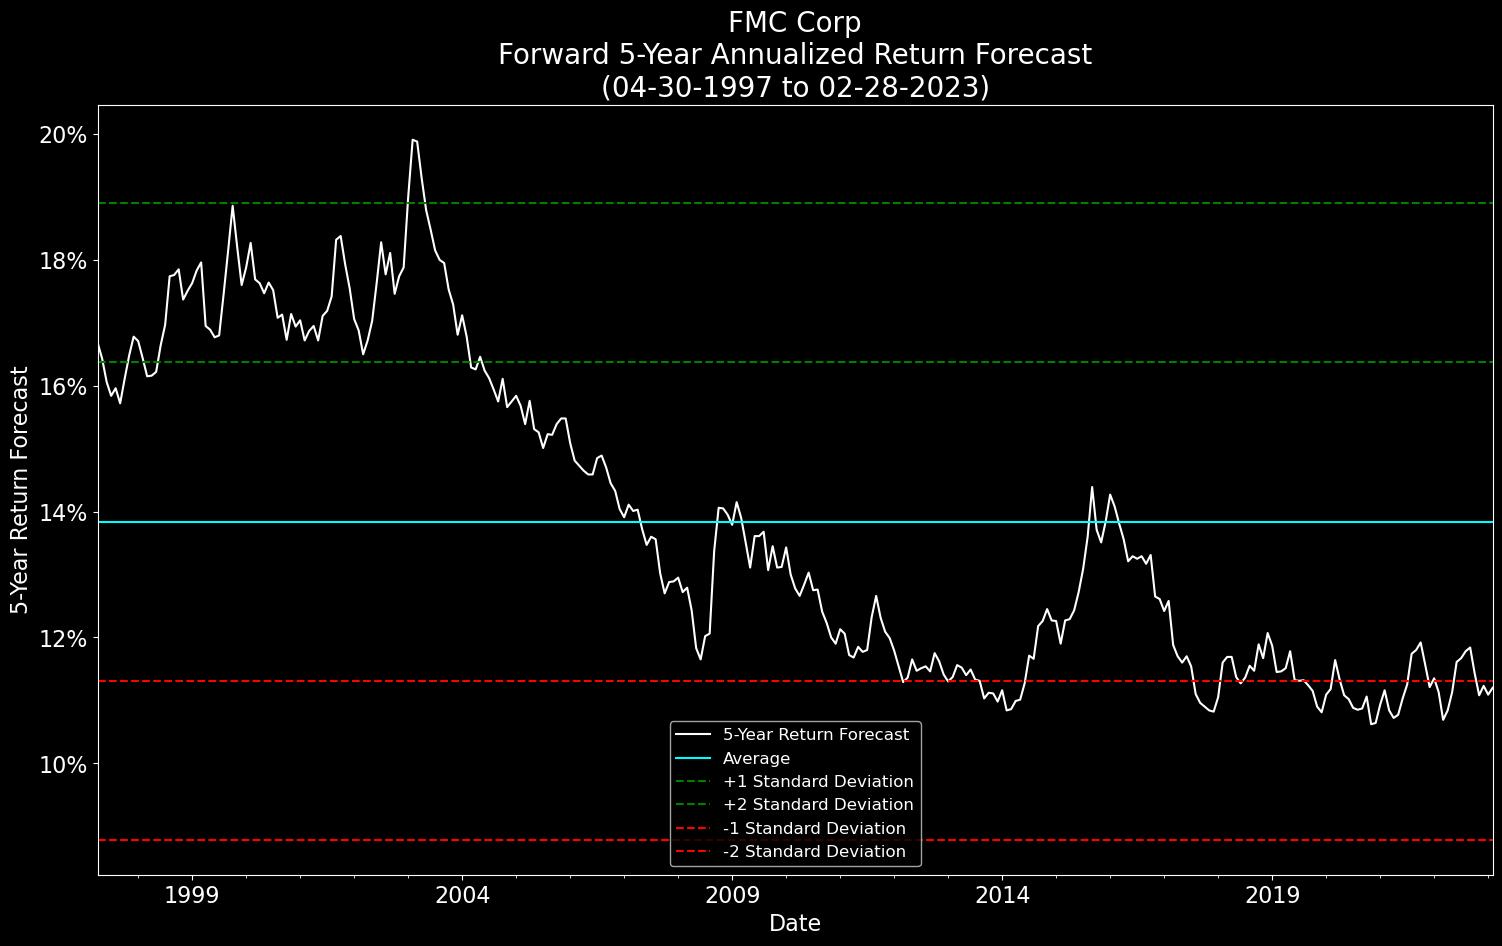 FMC Corp
Forward 5-Year Annualized Return Forecast
(04-30-1997 to 02-28-2023)
20%
18%
16%
14%
12%
10%
5-Year Return Forecast
5-Year Return Forecast
Average
+1 Standard Deviation
+2 Standard Deviation
-1 Standard Deviation
-2 Standard Deviation
1999 2004 2009 2014 2019
Date